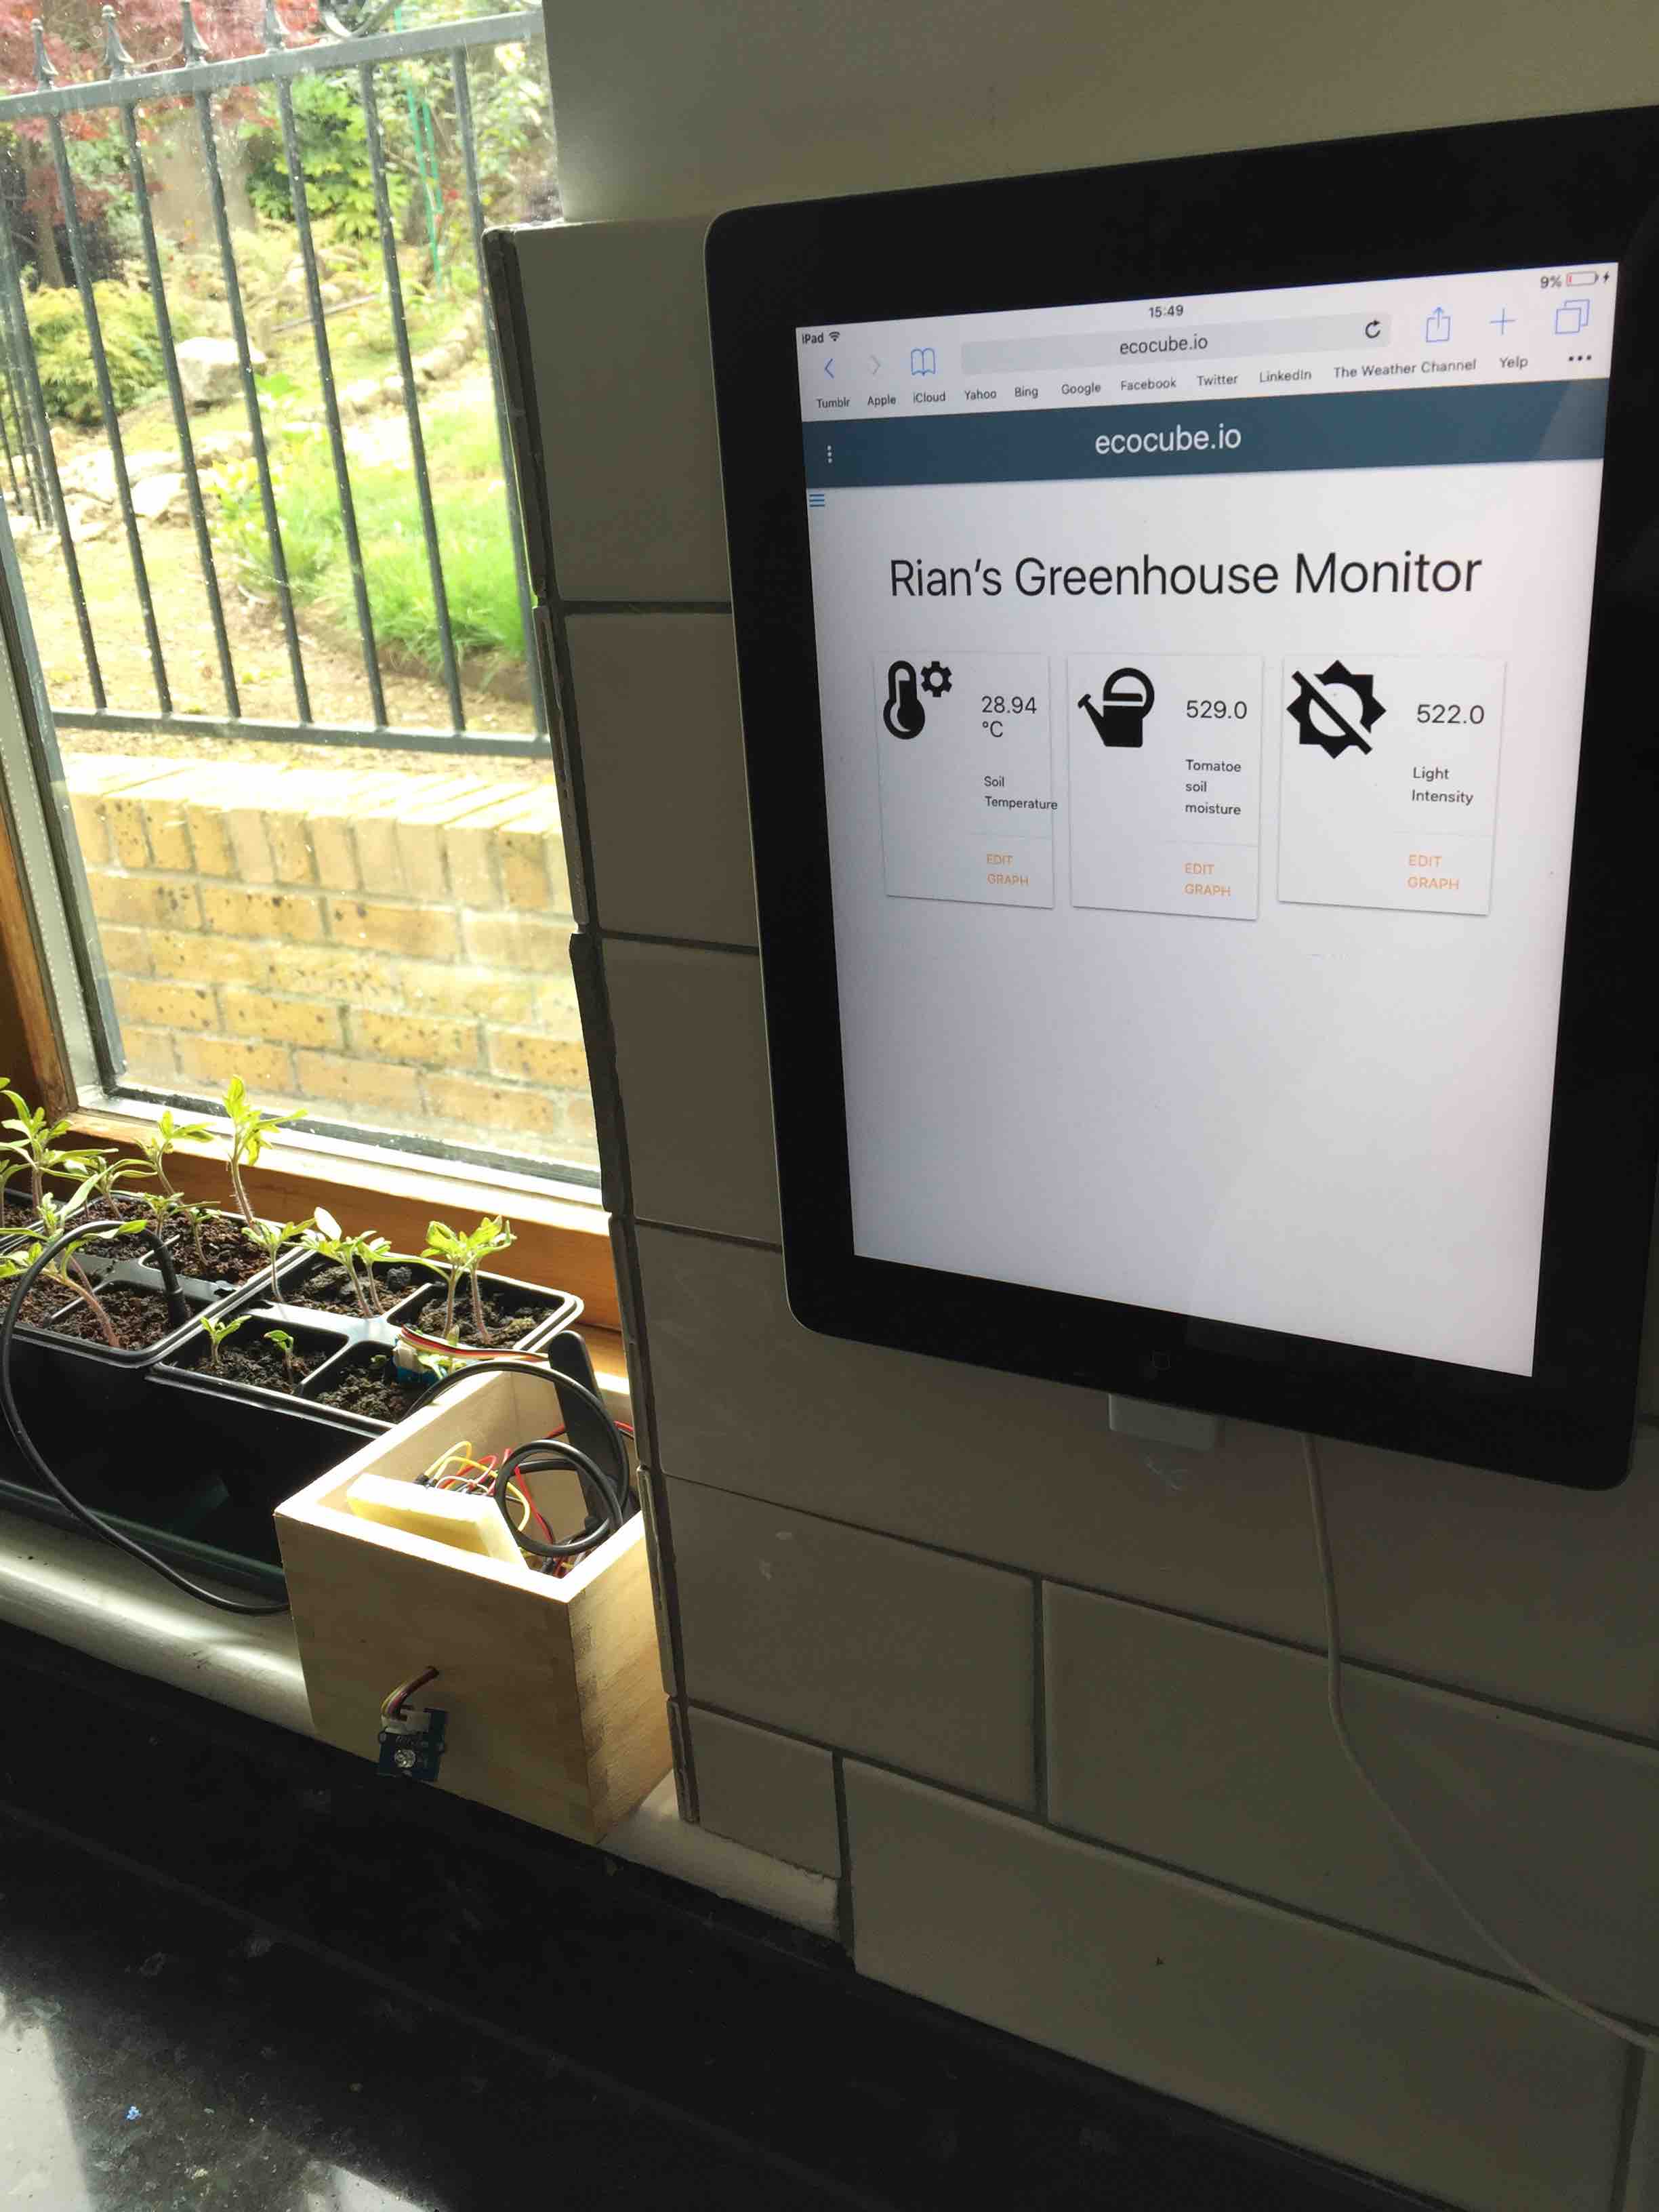 iPad
15:49
9%
ecocube.io
Tumblr Apple iCloud Yahoo Bing Google Facebook Twitter LinkedIn The Weather Channel Yelp
ecocube.io
Rian's Greenhouse Monitor
28.94
°C
Soil
Temperature
EDIT
GRAPH
529.0
Tomatoe
soil
moisture
EDIT
GRAPH
522.0
Light
Intensity
EDIT
GRAPH